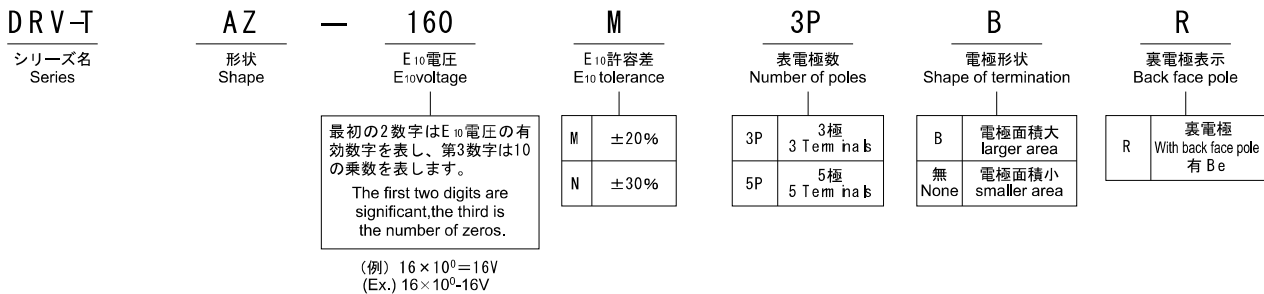 DRV-T AZ — 160 M 3P B R
シリーズ名 形状 E10電圧 E10許容差 表電極数 電極形状 裏電極表示
Series Shape E10voltage E10 tolerance Number of poles Shape of termination Back face pole
最初の2数字はE10電圧の有
効数字を表し、第3数字は10
の乗数を表します。
The first two digits are
significant,the third is
the number of zeros.
(例) 16×10⁰=16V
(Ex.) 16×10⁰-16V
M ±20%
N ±30%
3P 3極
3 Terminals
5P 5極
5 Terminals
B 電極面積大
larger area
無 電極面積小
None smaller area
裏電極
R With back face pole
有 Be